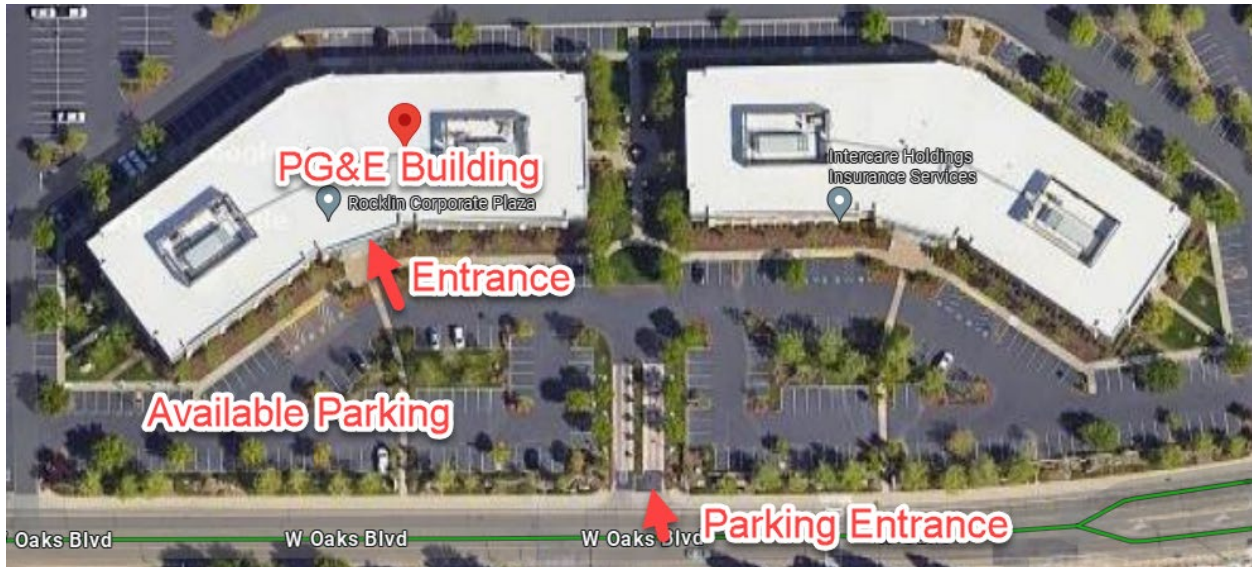 PG&E Building
Rocklin Corporate Plaza
Intercare Holdings
Insurance Services
Entrance
Available Parking
Parking Entrance
Oaks Blvd
W Oaks Blvd
W Oaks Blvd